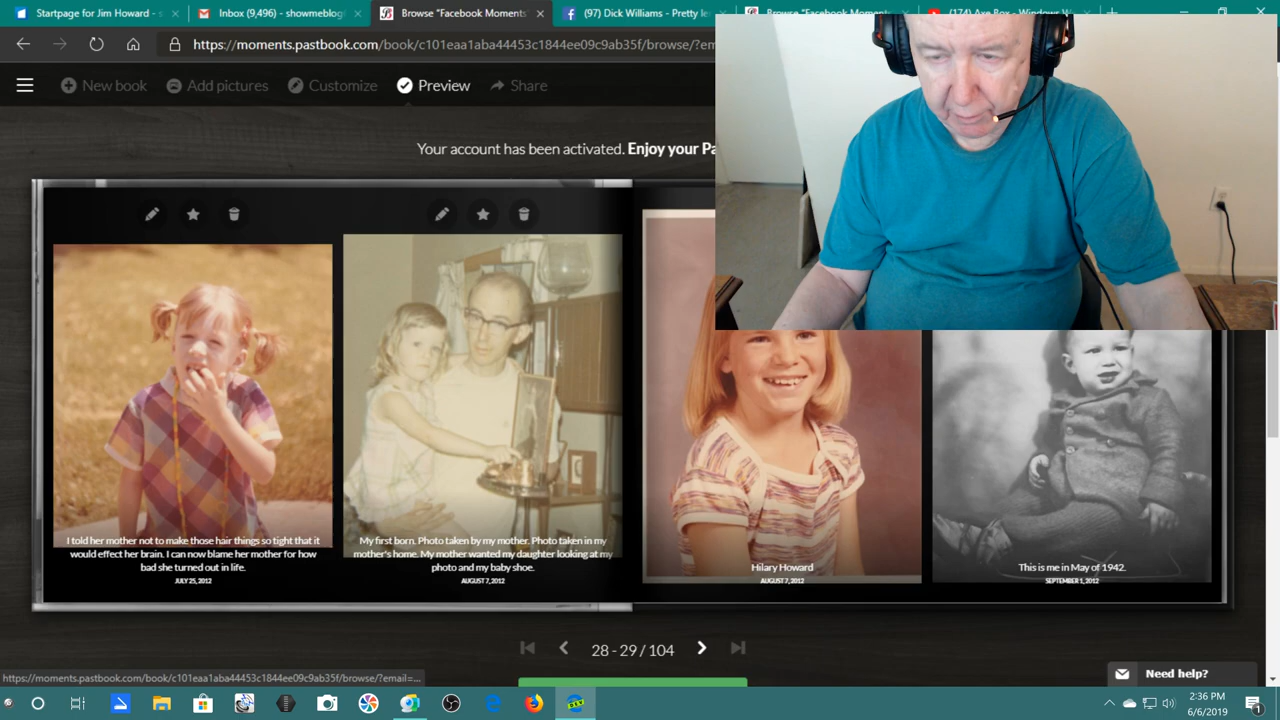 Startpage for Jim Howard - s
Inbox (9,496) - showmeblog
Browse "Facebook Moments
(97) Dick Williams - Pretty le
Browse "Facebook Moments
(174) Axe Box - Windows W
https://moments.pastbook.com/book/c101eaa1aba44453c1844ee09c9ab35f/browse/?em
New book
Add pictures
Customize
Preview
Share
Your account has been activated. Enjoy your Pa
I told her mother not to make those hair things so tight that it
would effect her brain. I can now blame her mother for how
bad she turned out in life.
JULY 25, 2012
My first born. Photo taken by my mother. Photo taken in my
mother's home. My mother wanted my daughter looking at my
photo and my baby shoe.
AUGUST 7, 2012
Hilary Howard
AUGUST 7, 2012
This is me in May of 1942.
SEPTEMBER 1, 2012
28 - 29 / 104
https://moments.pastbook.com/book/c101eaa1aba44453c1844ee09c9ab35f/browse/?email=...
Need help?
2:36 PM
6/6/2019
1